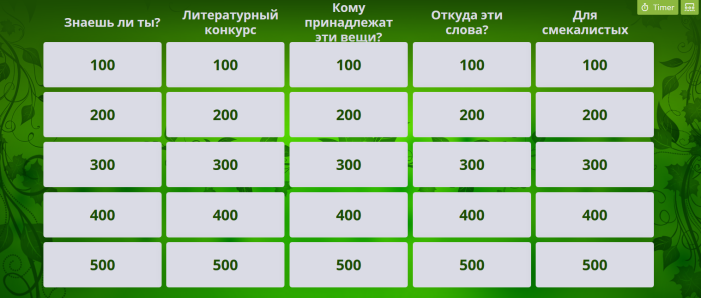 Timer
Знаешь ли ты?
Литературный
конкурс
Кому
принадлежат
эти вещи?
Откуда эти
слова?
Для
смекалистых
100 100 100 100 100
200 200 200 200 200
300 300 300 300 300
400 400 400 400 400
500 500 500 500 500